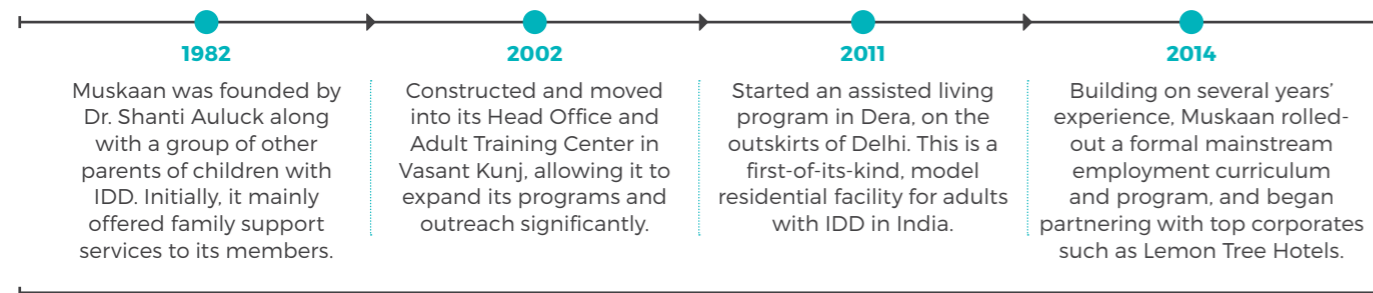 1982
Muskaan was founded by
Dr. Shanti Auluck along
with a group of other
parents of children with
IDD. Initially, it mainly
offered family support
services to its members.
2002
Constructed and moved
into its Head Office and
Adult Training Center in
Vasant Kunj, allowing it to
expand its programs and
outreach significantly.
2011
Started an assisted living
program in Dera, on the
outskirts of Delhi. This is a
first-of-its-kind, model
residential facility for adults
with IDD in India.
2014
Building on several years’
experience, Muskaan rolled-
out a formal mainstream
employment curriculum
and program, and began
partnering with top corporates
such as Lemon Tree Hotels.